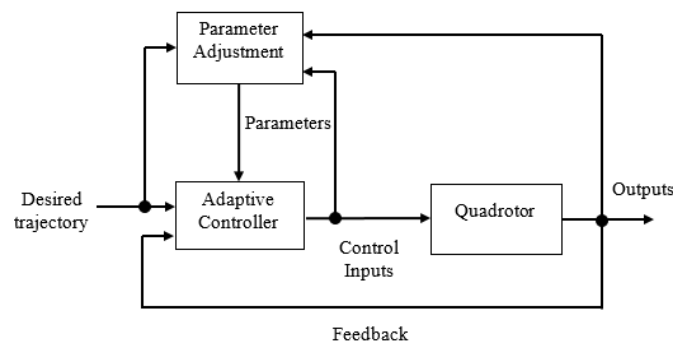 Parameter
Adjustment
Parameters
Desired
trajectory
Adaptive
Controller
Control
Inputs
Quadrotor
Outputs
Feedback